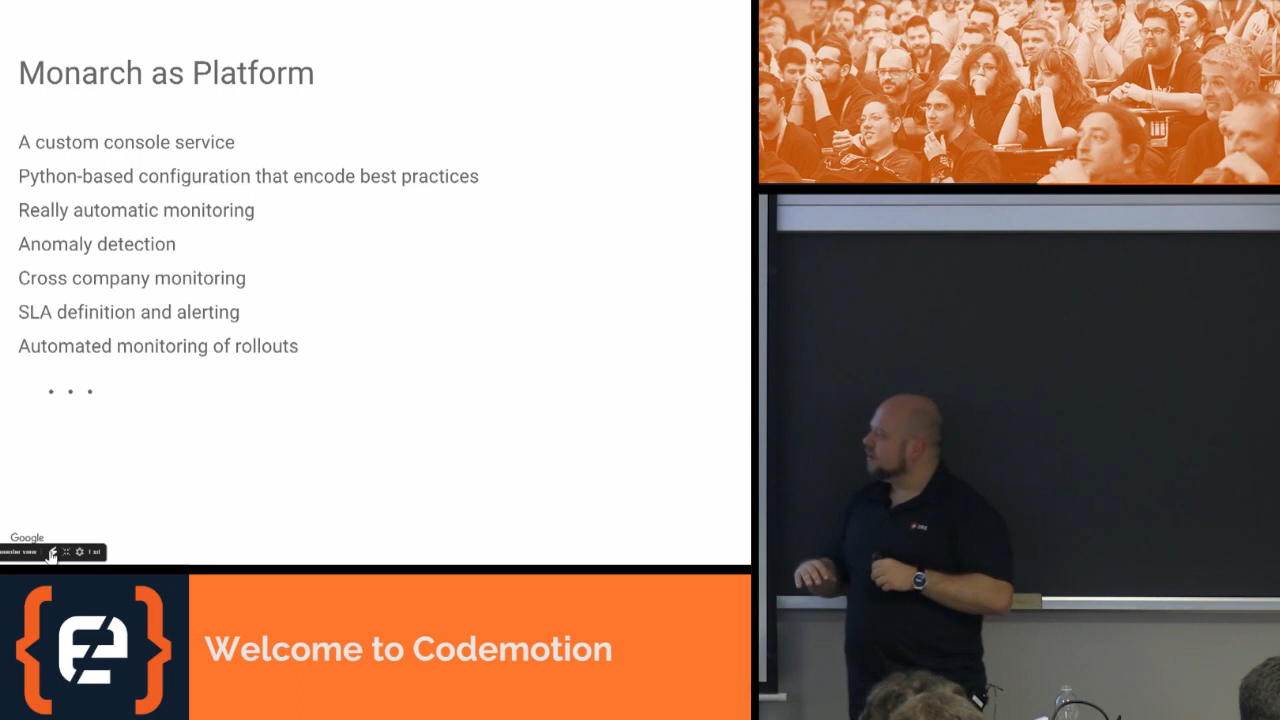 Monarch as Platform
A custom console service
Python-based configuration that encode best practices
Really automatic monitoring
Anomaly detection
Cross company monitoring
SLA definition and alerting
Automated monitoring of rollouts
. . .
Google
Welcome to Codemotion